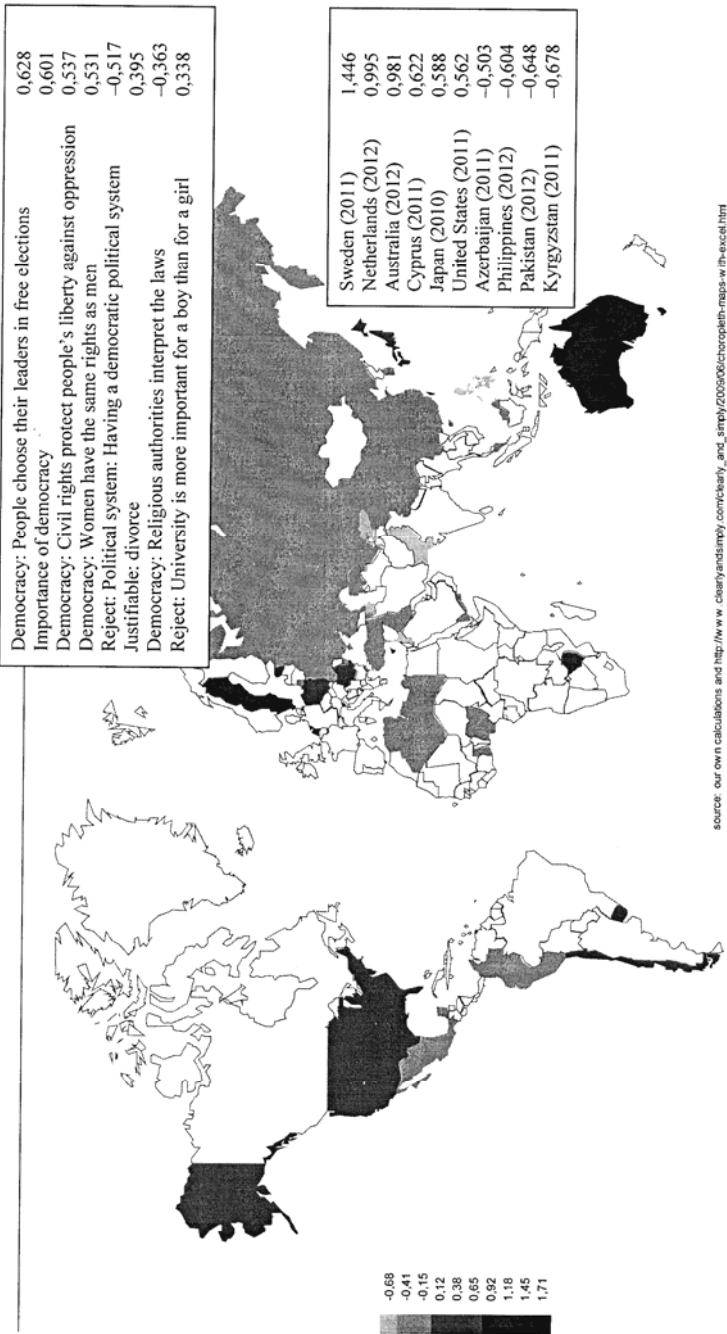 Democracy: People choose their leaders in free elections 0,628
Importance of democracy 0,601
Democracy: Civil rights protect people's liberty against oppression 0,537
Democracy: Women have the same rights as men 0,531
Reject: Political system: Having a democratic political system –0,517
Justifiable: divorce 0,395
Democracy: Religious authorities interpret the laws –0,363
Reject: University is more important for a boy than for a girl 0,338
Sweden (2011) 1,446
Netherlands (2012) 0,995
Australia (2012) 0,981
Cyprus (2011) 0,622
Japan (2010) 0,588
United States (2011) 0,562
Azerbaijan (2011) –0,503
Philippines (2012) –0,604
Pakistan (2012) –0,648
Kyrgyzstan (2011) –0,678
-0,68
-0,41
-0,15
0,12
0,38
0,65
0,92
1,18
1,45
1,71
source: our own calculations and http://www.clearlyandsimply.com/clearly_and_simply/2009/06/choropleth-maps-with-excel.html